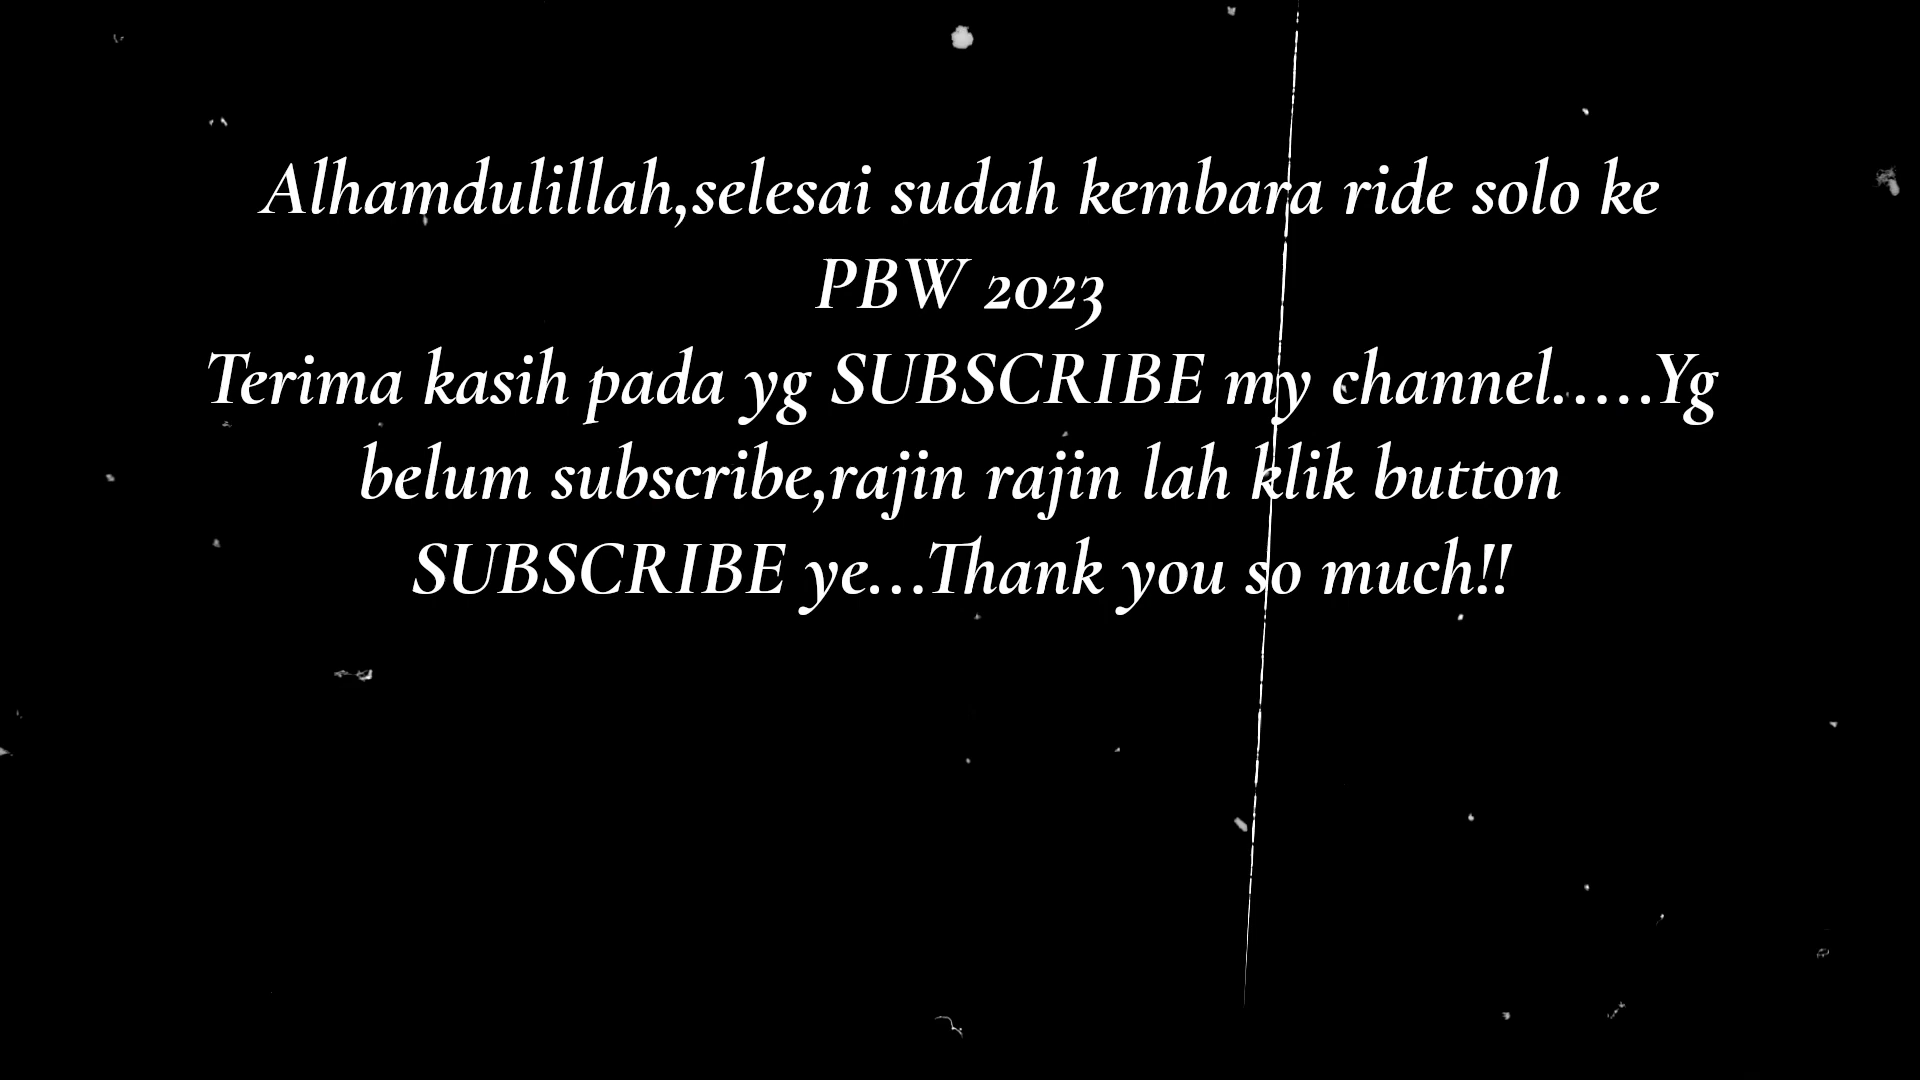 Alhamdulillah,selesai sudah kembara ride solo ke
PBW 2023
Terima kasih pada yg SUBSCRIBE my channel.....Yg
belum subscribe,rajin rajin lah klik button
SUBSCRIBE ye...Thank you so much!!